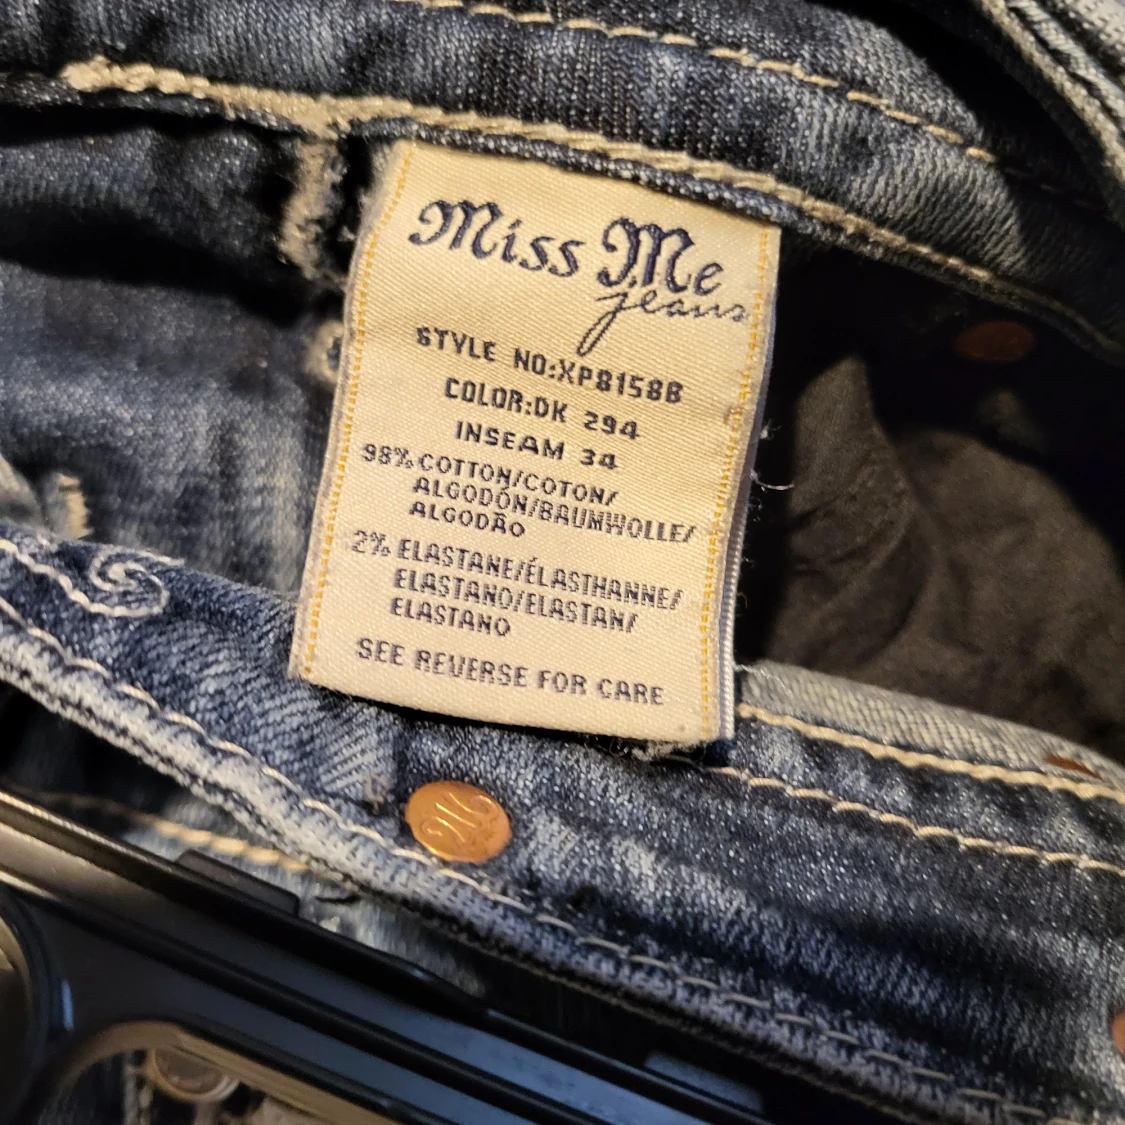 Miss Me
jeans
STYLE NO:XP8158B
COLOR:DK 294
INSEAM 34
98% COTTON/COTON/
ALGODÓN/BAUMWOLLE/
ALGODÃO
2% ELASTANE/ÉLASTHANNE/
ELASTANO/ELASTAN/
ELASTANO
SEE REVERSE FOR CARE
M